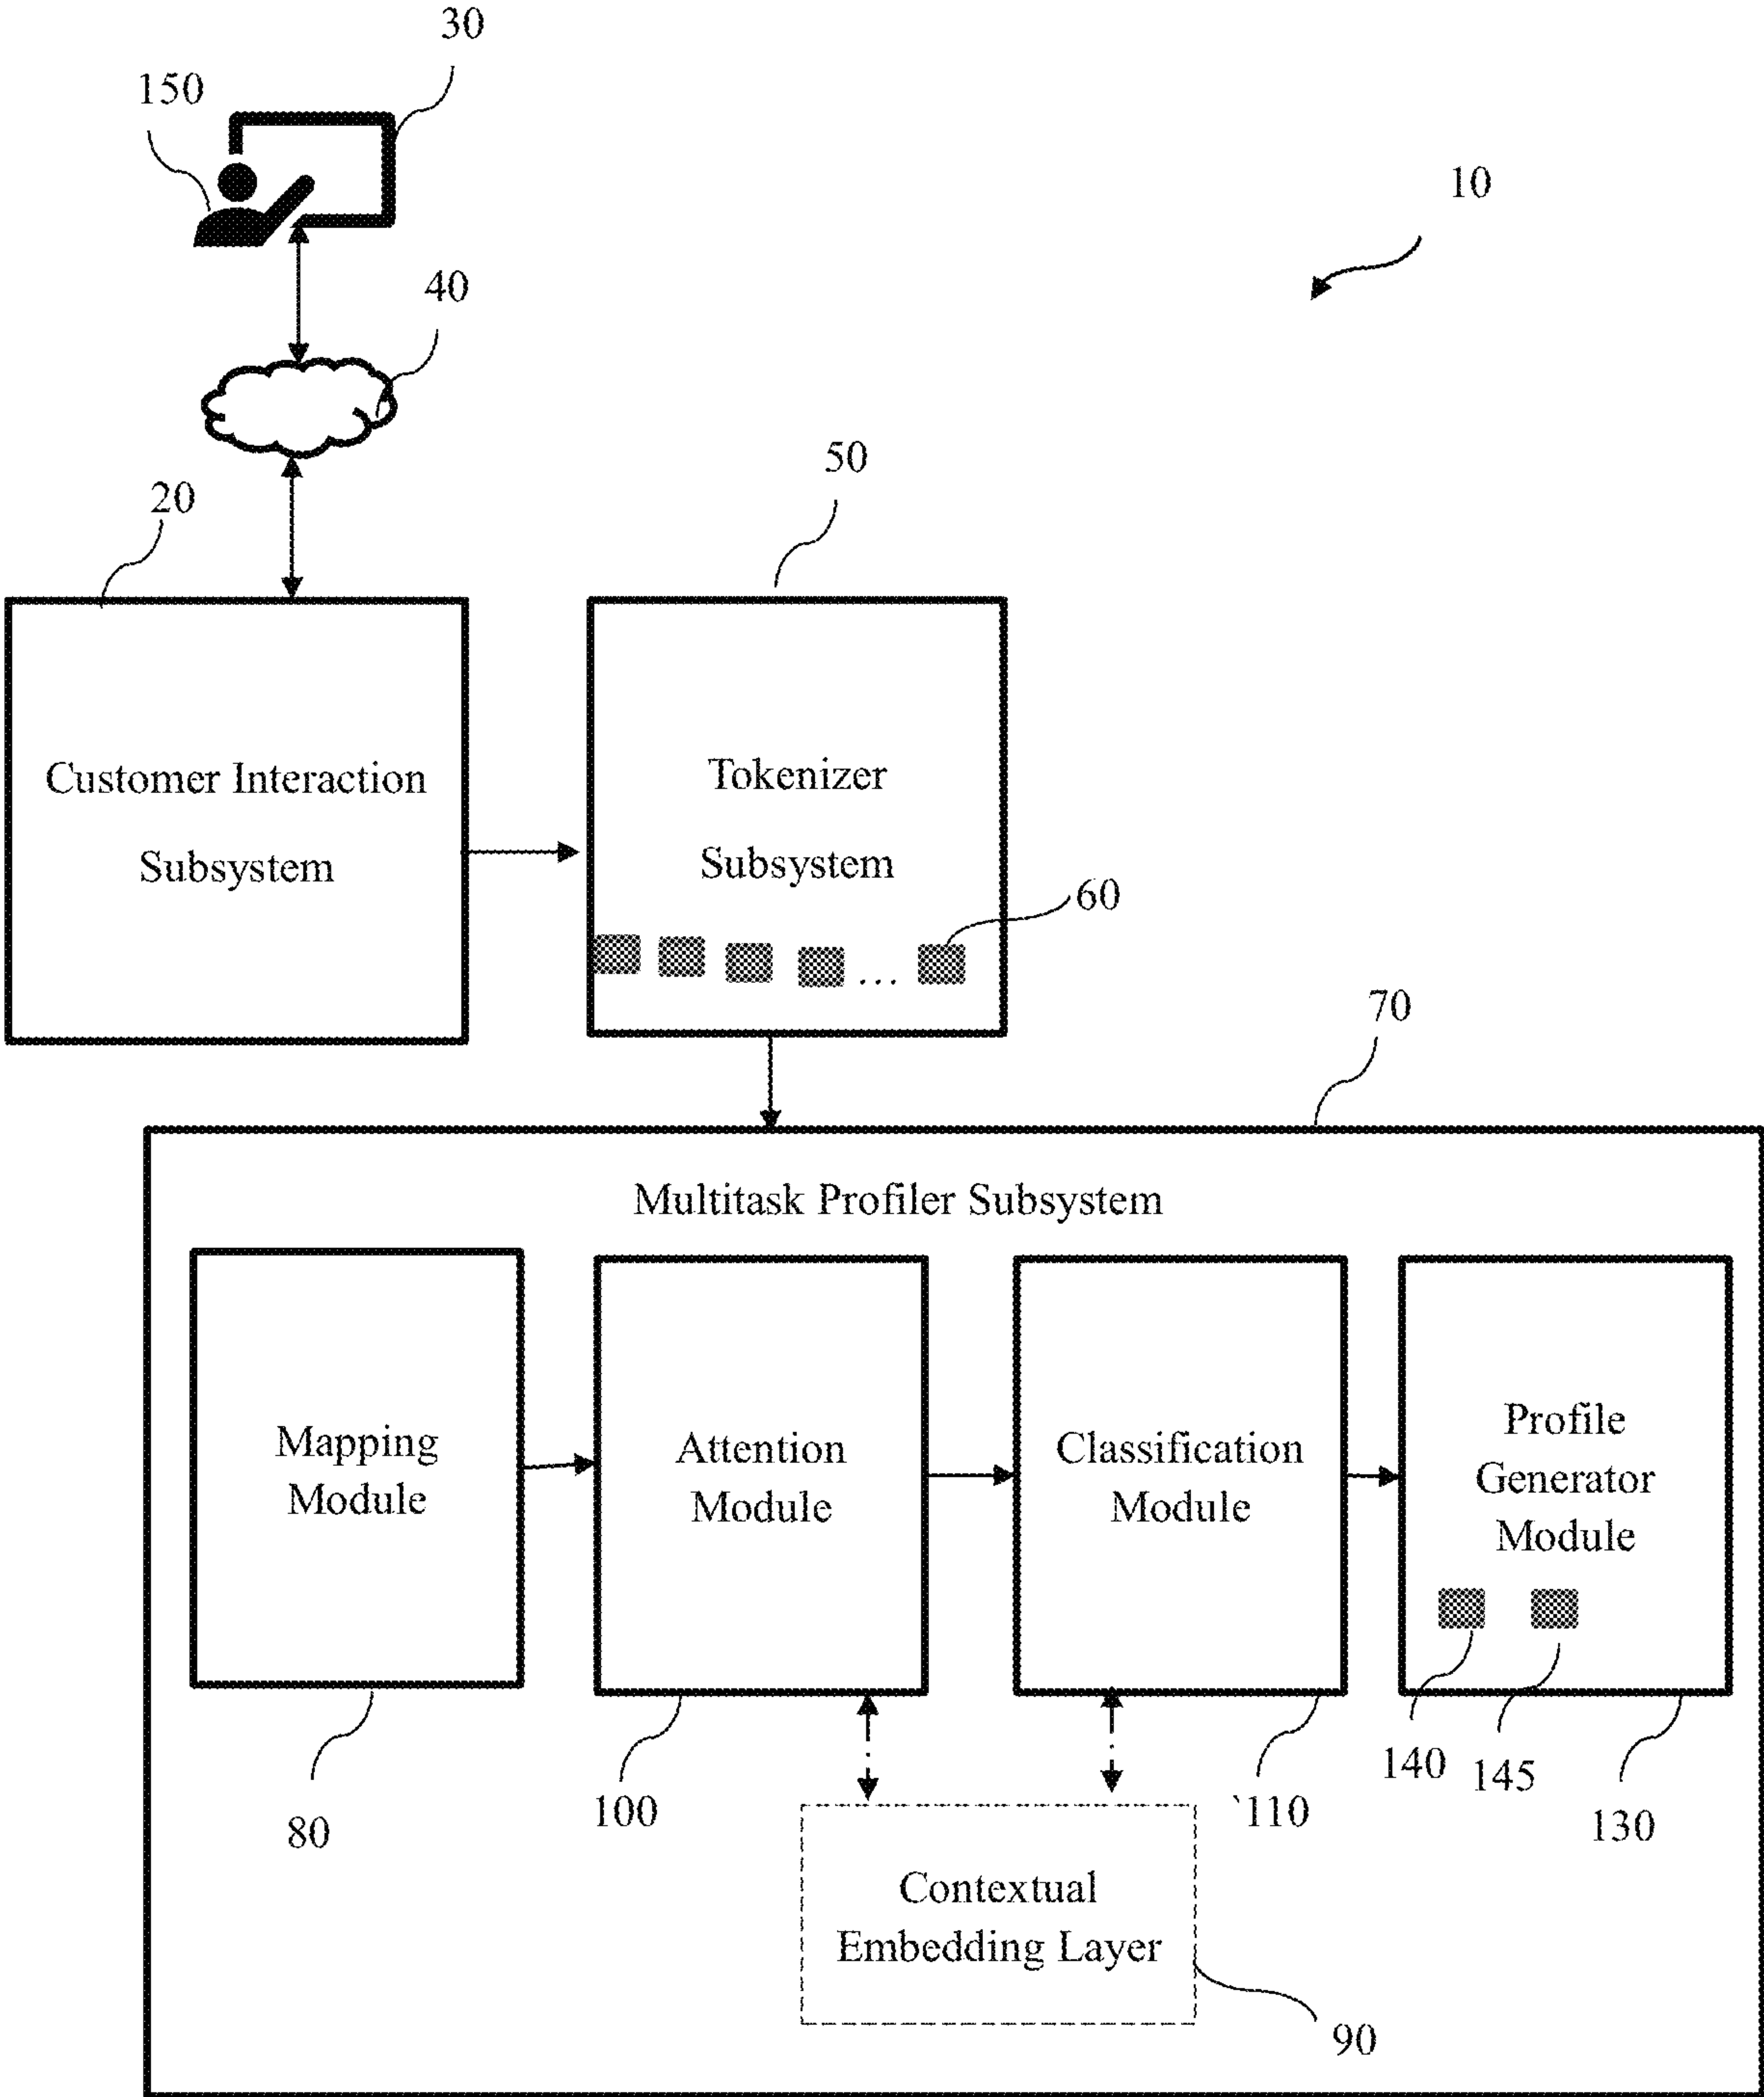 30
150
10
40
50
20
Customer Interaction
Subsystem
Tokenizer
Subsystem
60
...
70
Multitask Profiler Subsystem
Mapping
Module
Attention
Module
Classification
Module
Profile
Generator
Module
80
100
`110
140
145
130
Contextual
Embedding Layer
90